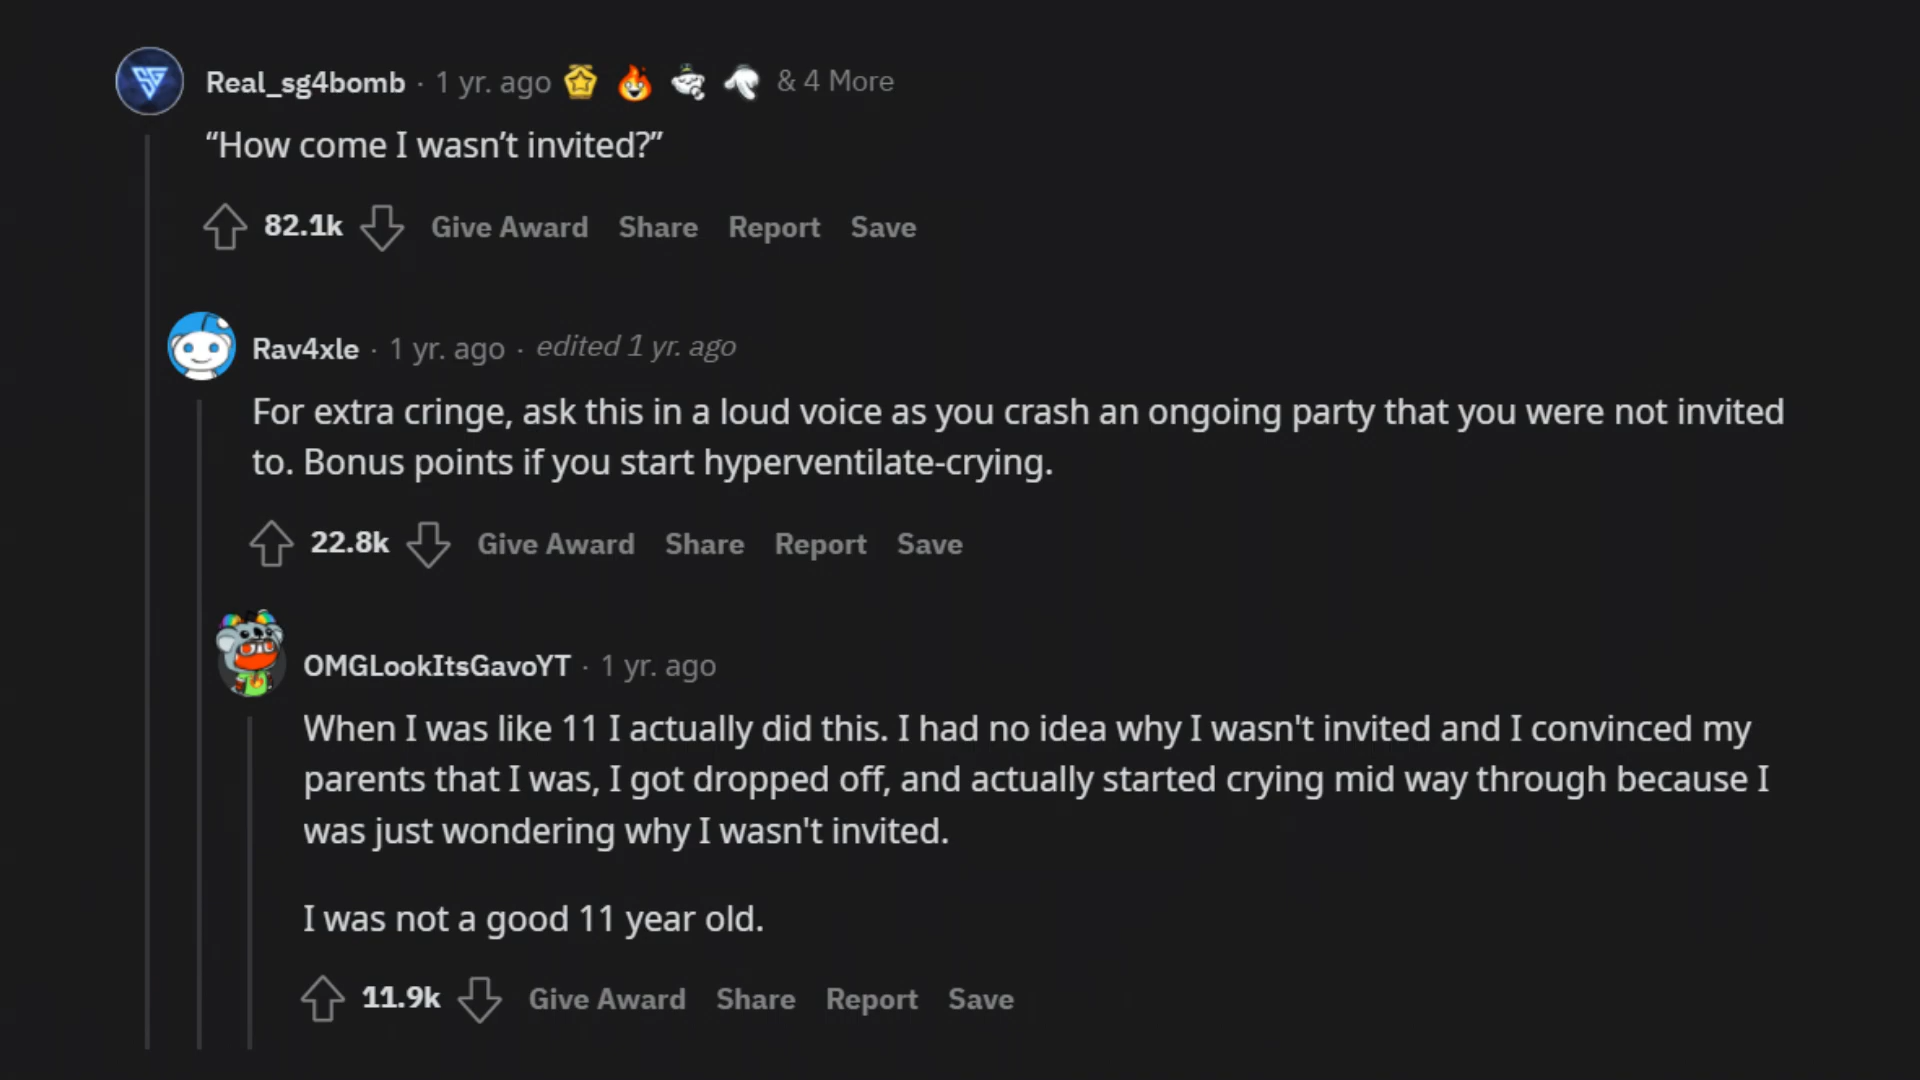 Real_sg4bomb · 1 yr. ago & 4 More
“How come I wasn’t invited?”
82.1k Give Award Share Report Save
Rav4xle · 1 yr. ago · edited 1 yr. ago
For extra cringe, ask this in a loud voice as you crash an ongoing party that you were not invited
to. Bonus points if you start hyperventilate-crying.
22.8k Give Award Share Report Save
OMGLookItsGavoYT · 1 yr. ago
When I was like 11 I actually did this. I had no idea why I wasn't invited and I convinced my
parents that I was, I got dropped off, and actually started crying mid way through because I
was just wondering why I wasn't invited.
I was not a good 11 year old.
11.9k Give Award Share Report Save